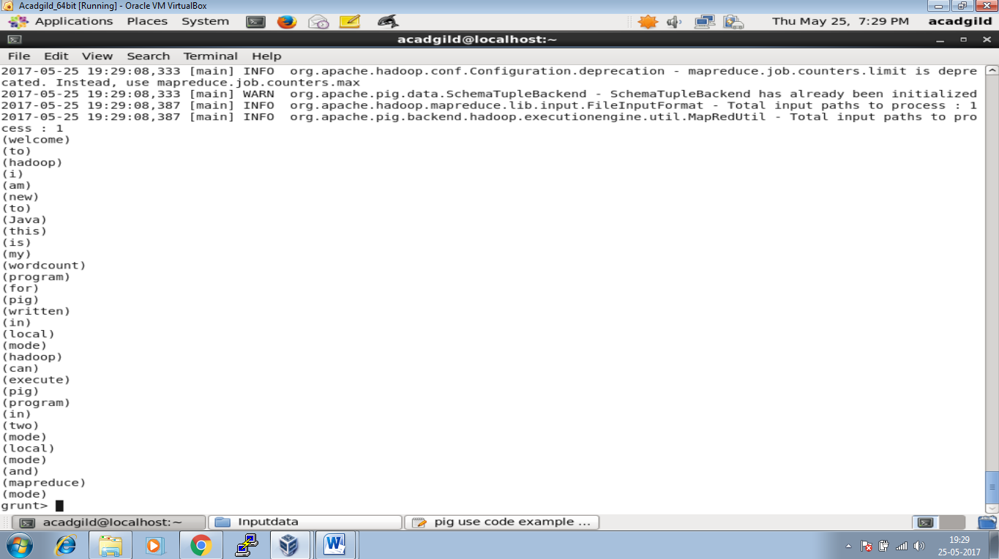 Acadgild_64bit [Running] - Oracle VM VirtualBox
Applications Places System Thu May 25, 7:29 PM acadgild
acadgild@localhost:~
File Edit View Search Terminal Help
2017-05-25 19:29:08,333 [main] INFO  org.apache.hadoop.conf.Configuration.deprecation - mapreduce.job.counters.limit is depre
cated. Instead, use mapreduce.job.counters.max
2017-05-25 19:29:08,333 [main] WARN  org.apache.pig.data.SchemaTupleBackend - SchemaTupleBackend has already been initialized
2017-05-25 19:29:08,387 [main] INFO  org.apache.hadoop.mapreduce.lib.input.FileInputFormat - Total input paths to process : 1
2017-05-25 19:29:08,387 [main] INFO  org.apache.pig.backend.hadoop.executionengine.util.MapRedUtil - Total input paths to pro
cess : 1
(welcome)
(to)
(hadoop)
(i)
(am)
(new)
(to)
(Java)
(this)
(is)
(my)
(wordcount)
(program)
(for)
(pig)
(written)
(in)
(local)
(mode)
(hadoop)
(can)
(execute)
(pig)
(program)
(in)
(two)
(mode)
(local)
(mode)
(and)
(mapreduce)
(mode)
grunt>
acadgild@localhost:~ Inputdata pig use code example ...
19:29
25-05-2017